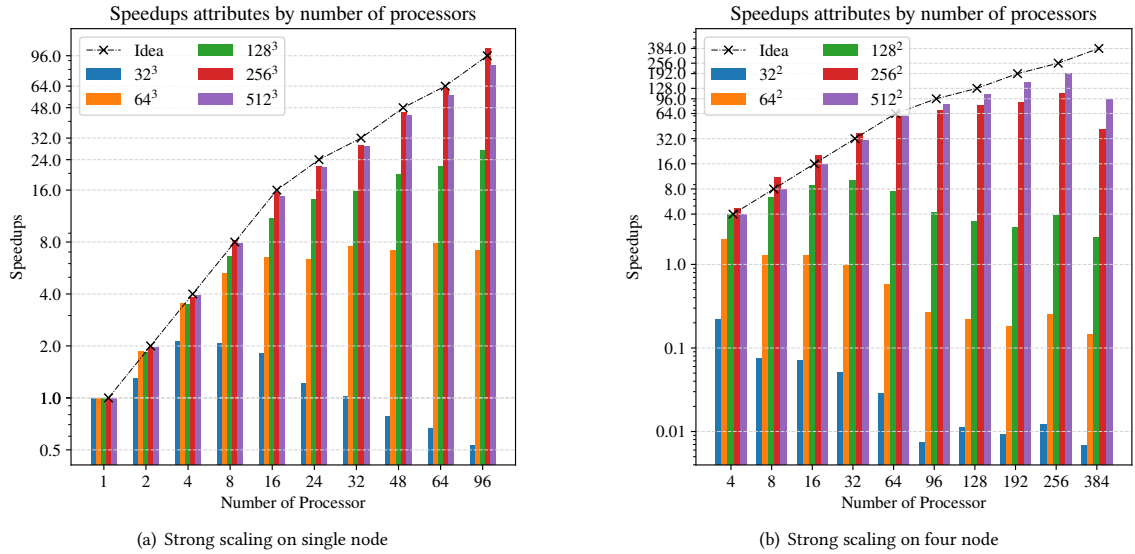 Speedups attributes by number of processors
Idea
32³
64³
128³
256³
512³
96.0
64.0
48.0
32.0
24.0
16.0
8.0
4.0
2.0
1.0
0.5
Speedups
1 2 4 8 16 24 32 48 64 96
Number of Processor
(a) Strong scaling on single node
Speedups attributes by number of processors
Idea
32²
64²
128²
256²
512²
384.0
256.0
192.0
128.0
96.0
64.0
32.0
16.0
8.0
4.0
1.0
0.1
0.01
Speedups
4 8 16 32 64 96 128 192 256 384
Number of Processor
(b) Strong scaling on four node